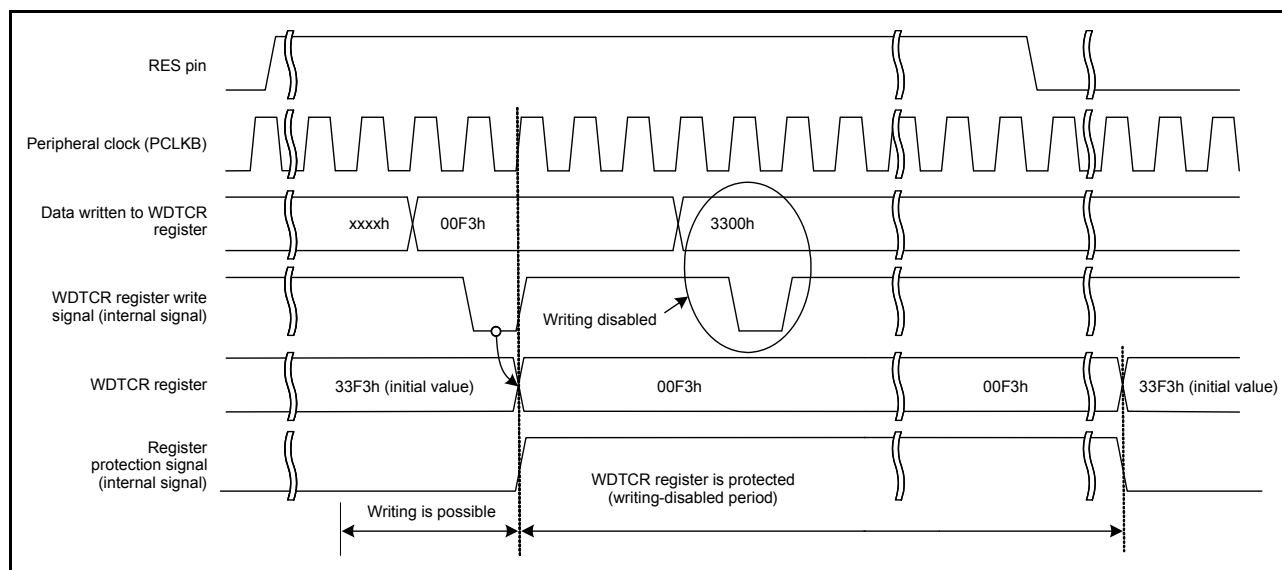 RES pin
Peripheral clock (PCLKB)
Data written to WDTCR
register
xxxxh
00F3h
3300h
WDTCR register write
signal (internal signal)
Writing disabled
WDTCR register
33F3h (initial value)
00F3h
00F3h
33F3h (initial value)
Register
protection signal
(internal signal)
WDTCR register is protected
(writing-disabled period)
Writing is possible